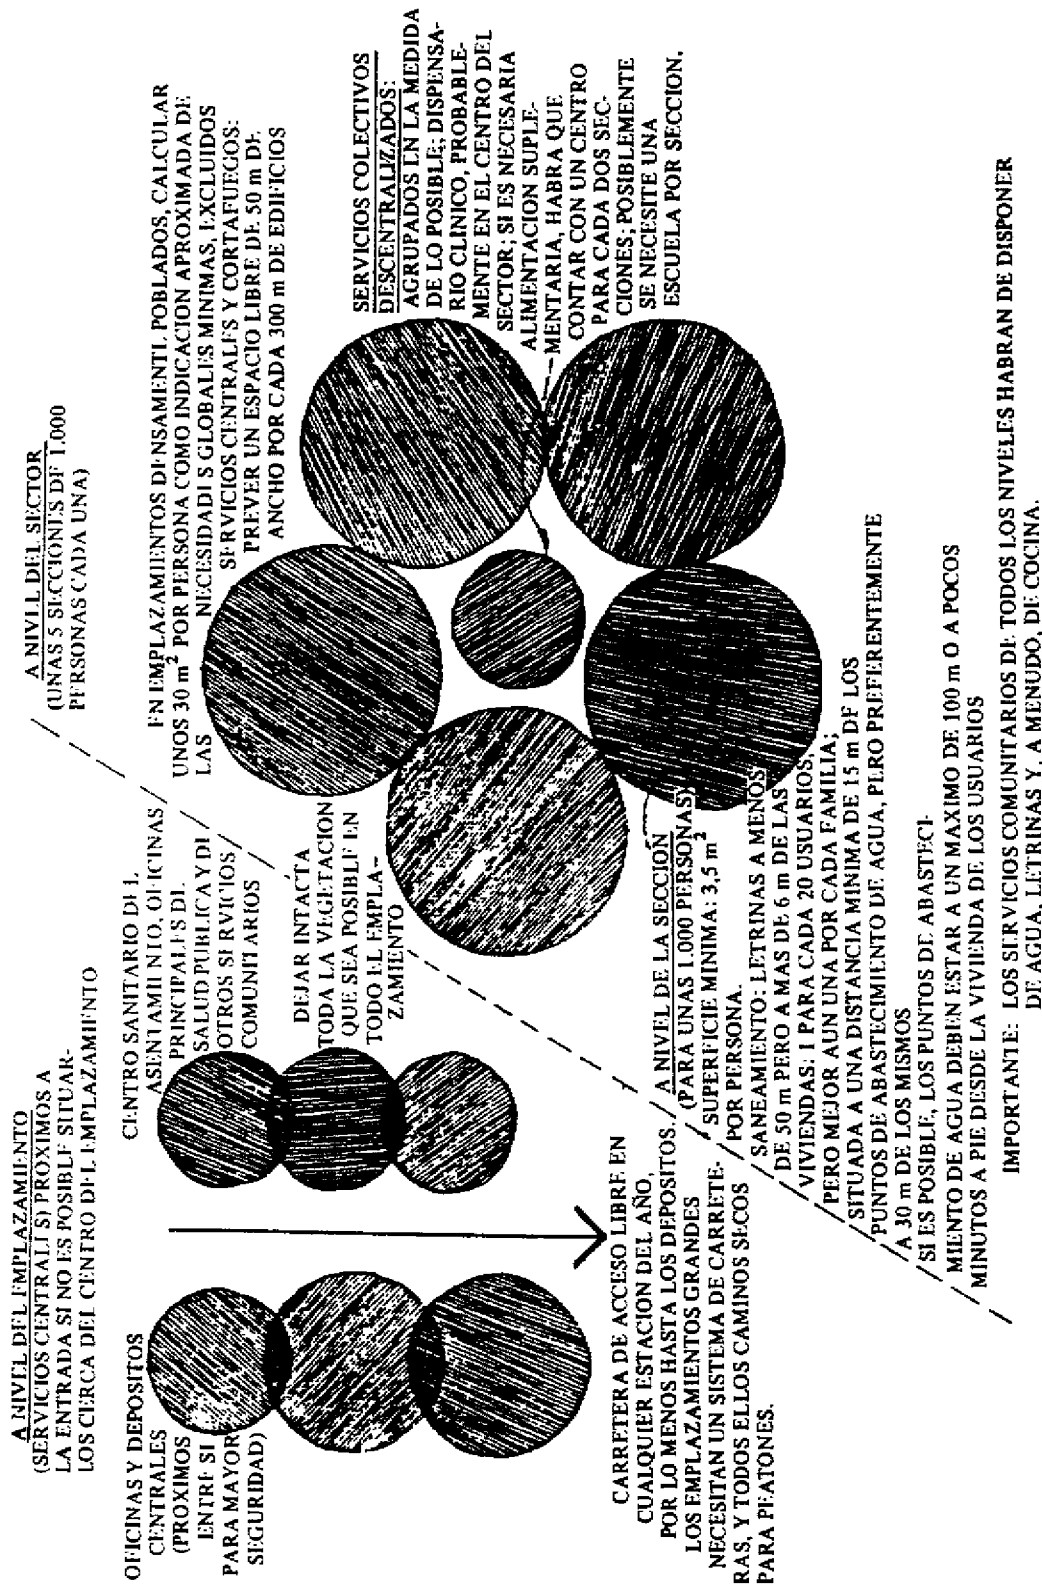 A NIVEL DEL EMPLAZAMIENTO
(SERVICIOS CENTRALES) PROXIMOS A
LA ENTRADA SI NO ES POSIBLE SITUAR-
LOS CERCA DEL CENTRO DEL EMPLAZAMIENTO
OFICINAS Y DEPOSITOS
CENTRALES
(PROXIMOS
ENTRE SI
PARA MAYOR
SEGURIDAD)
CENTRO SANITARIO DEL
ASENTAMIENTO, OFICINAS
PRINCIPALES DE
SALUD PUBLICA Y DE
OTROS SERVICIOS
COMUNITARIOS
DEJAR INTACTA
TODA LA VEGETACION
QUE SEA POSIBLE EN
TODO EL EMPLA-
ZAMIENTO
CARRETERA DE ACCESO LIBRE EN
CUALQUIER ESTACION DEL AÑO,
POR LO MENOS HASTA LOS DEPOSITOS.
LOS EMPLAZAMIENTOS GRANDES
NECESITAN UN SISTEMA DE CARRETE-
RAS, Y TODOS ELLOS CAMINOS SECOS
PARA PEATONES.
A NIVEL DEL SECTOR
(UNAS 5 SECCIONES DE 1.000
PERSONAS CADA UNA)
EN EMPLAZAMIENTOS DENSAMENTE POBLADOS, CALCULAR
UNOS 30 m² POR PERSONA COMO INDICACION APROXIMADA DE
LAS NECESIDADES GLOBALES MINIMAS, EXCLUIDOS
SERVICIOS CENTRALES Y CORTAFUEGOS:
PREVER UN ESPACIO LIBRE DE 50 m DE
ANCHO POR CADA 300 m DE EDIFICIOS
SERVICIOS COLECTIVOS
DESCENTRALIZADOS:
AGRUPADOS EN LA MEDIDA
DE LO POSIBLE; DISPENSA-
RIO CLINICO, PROBABLE-
MENTE EN EL CENTRO DEL
SECTOR; SI ES NECESARIA
ALIMENTACION SUPLE-
MENTARIA, HABRA QUE
CONTAR CON UN CENTRO
PARA CADA DOS SEC-
CIONES; POSIBLEMENTE
SE NECESITE UNA
ESCUELA POR SECCION.
A NIVEL DE LA SECCION
(PARA UNAS 1.000 PERSONAS)
SUPERFICIE MINIMA: 3,5 m²
POR PERSONA.
SANEAMIENTO: LETRINAS A MENOS
DE 50 m PERO A MAS DE 6 m DE LAS
VIVIENDAS: 1 PARA CADA 20 USUARIOS,
PERO MEJOR AUN UNA POR CADA FAMILIA;
SITUADA A UNA DISTANCIA MINIMA DE 15 m DE LOS
PUNTOS DE ABASTECIMIENTO DE AGUA, PERO PREFERENTEMENTE
A 30 m DE LOS MISMOS
SI ES POSIBLE, LOS PUNTOS DE ABASTECI-
MIENTO DE AGUA DEBEN ESTAR A UN MAXIMO DE 100 m O A POCOS
MINUTOS A PIE DESDE LA VIVIENDA DE LOS USUARIOS
IMPORTANTE: LOS SERVICIOS COMUNITARIOS DE TODOS LOS NIVELES HABRAN DE DISPONER
DE AGUA, LETRINAS Y, A MENUDO, DE COCINA.